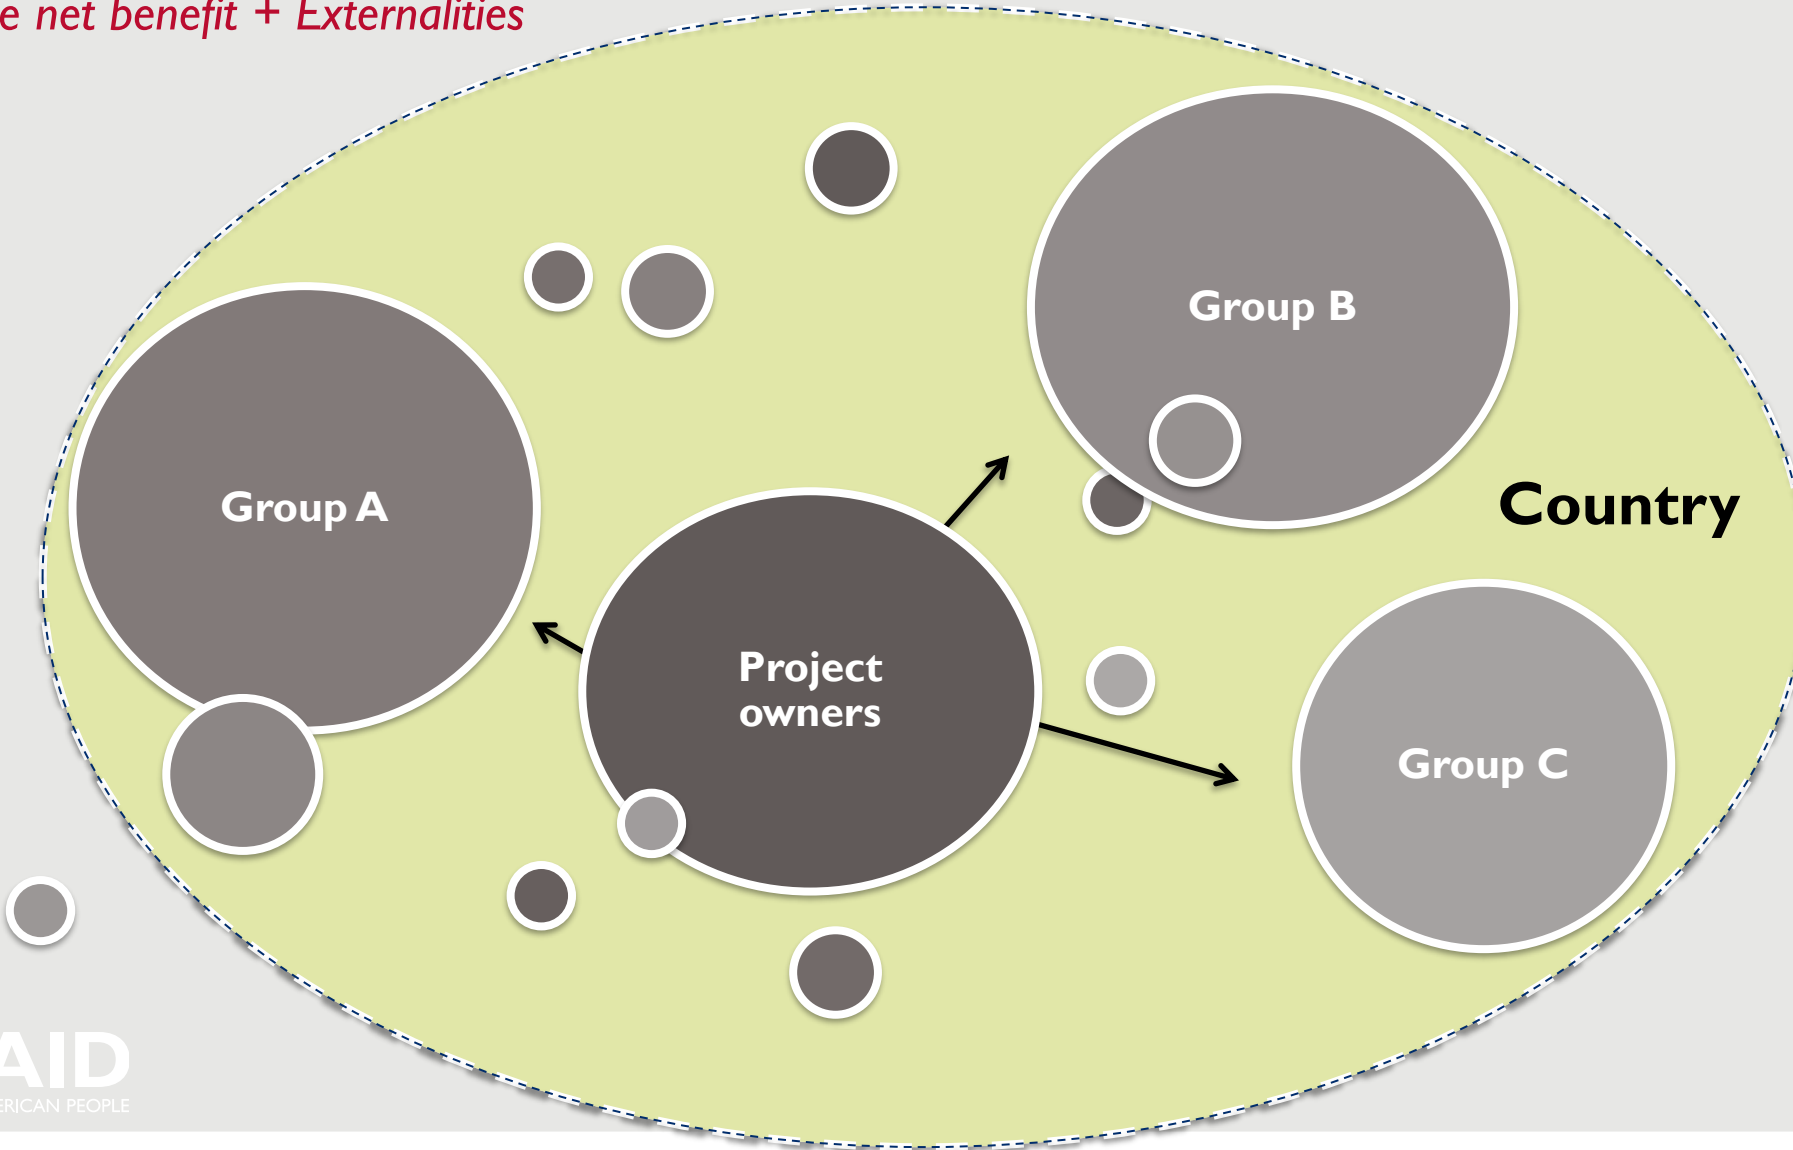 e net benefit + Externalities
Group B
Group A
Country
Project
owners
Group C
AID
ERICAN PEOPLE